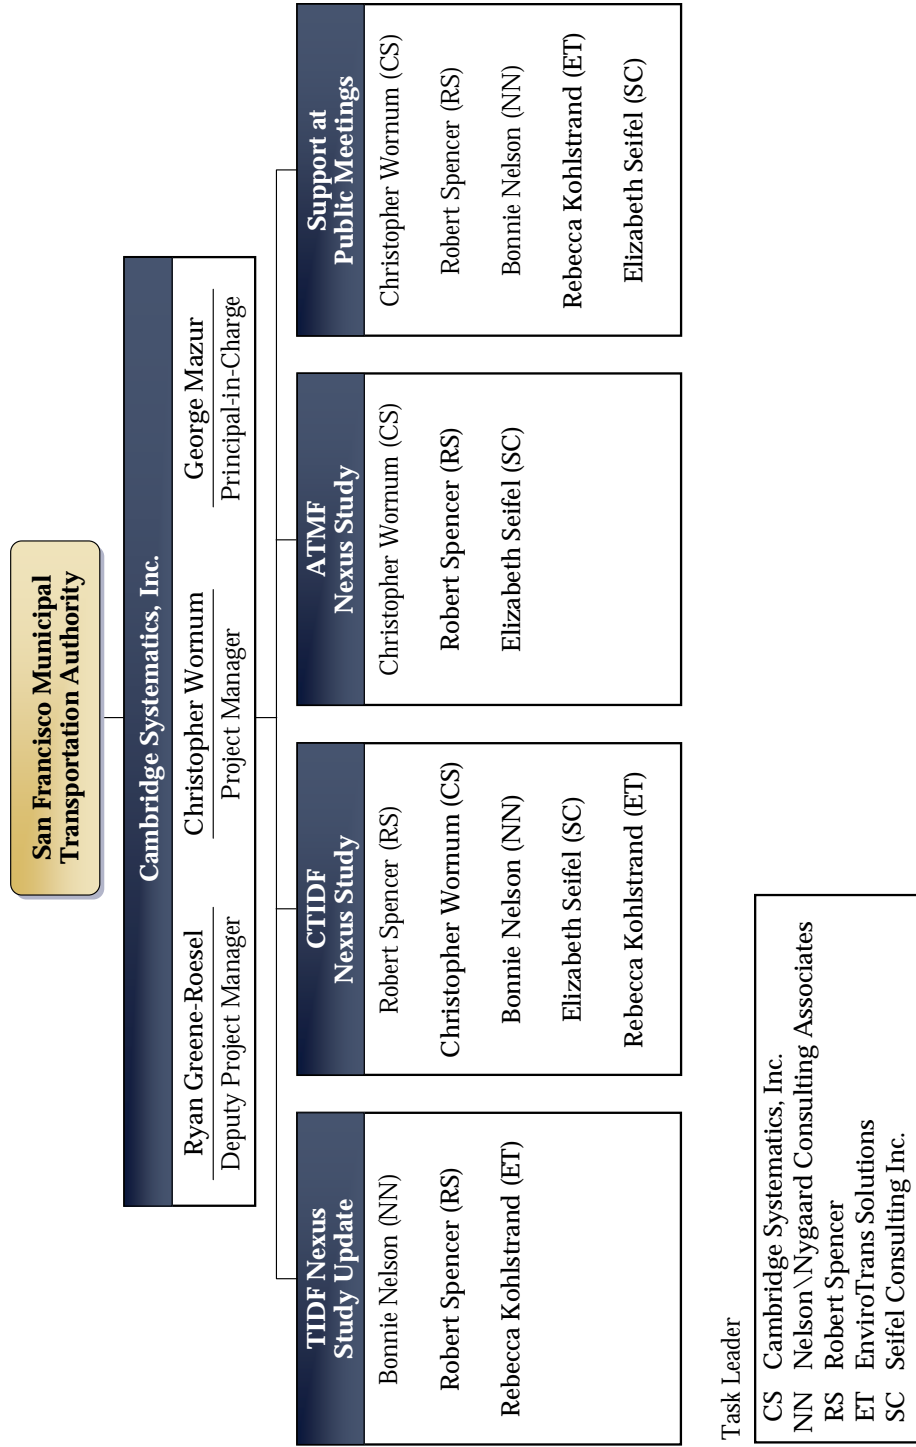 San Francisco Municipal
Transportation Authority
Cambridge Systematics, Inc.
Ryan Greene-Roesel
Deputy Project Manager
Christopher Wornum
Project Manager
George Mazur
Principal-in-Charge
TIDF Nexus
Study Update
Bonnie Nelson (NN)
Robert Spencer (RS)
Rebecca Kohlstrand (ET)
CTIDF
Nexus Study
Robert Spencer (RS)
Christopher Wornum (CS)
Bonnie Nelson (NN)
Elizabeth Seifel (SC)
Rebecca Kohlstrand (ET)
ATMF
Nexus Study
Christopher Wornum (CS)
Robert Spencer (RS)
Elizabeth Seifel (SC)
Support at
Public Meetings
Christopher Wornum (CS)
Robert Spencer (RS)
Bonnie Nelson (NN)
Rebecca Kohlstrand (ET)
Elizabeth Seifel (SC)
Task Leader
CS Cambridge Systematics, Inc.
NN Nelson\Nygaard Consulting Associates
RS Robert Spencer
ET EnviroTrans Solutions
SC Seifel Consulting Inc.